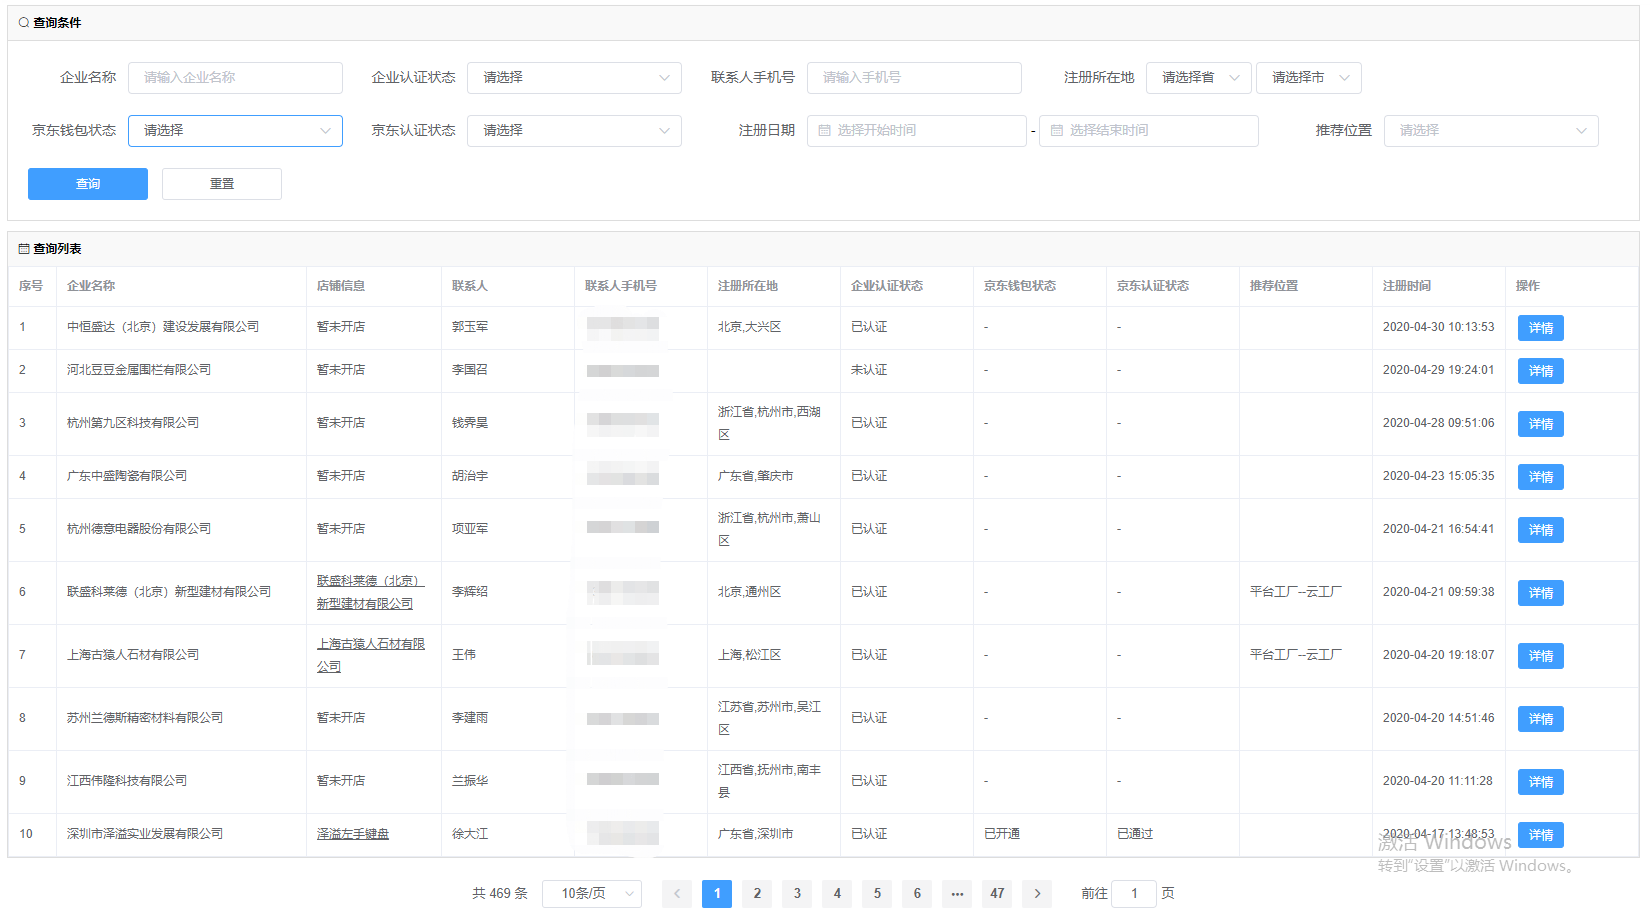 查询条件
企业名称 请输入企业名称 企业认证状态 请选择 联系人手机号 请输入手机号 注册所在地 请选择省 请选择市
京东钱包状态 请选择 京东认证状态 请选择 注册日期 选择开始时间 - 选择结束时间 推荐位置 请选择
查询 重置
查询列表
序号 企业名称 店铺信息 联系人 联系人手机号 注册所在地 企业认证状态 京东钱包状态 京东认证状态 推荐位置 注册时间 操作
1 中恒盛达（北京）建设发展有限公司 暂未开店 郭玉军 北京,大兴区 已认证 - - 2020-04-30 10:13:53 详情
2 河北豆豆金属围栏有限公司 暂未开店 李国召 未认证 - - 2020-04-29 19:24:01 详情
3 杭州第九区科技有限公司 暂未开店 钱霁昊 浙江省,杭州市,西湖
区 已认证 - - 2020-04-28 09:51:06 详情
4 广东中盛陶瓷有限公司 暂未开店 胡治宇 广东省,肇庆市 已认证 - - 2020-04-23 15:05:35 详情
5 杭州德意电器股份有限公司 暂未开店 项亚军 浙江省,杭州市,萧山
区 已认证 - - 2020-04-21 16:54:41 详情
6 联盛科莱德（北京）新型建材有限公司 联盛科莱德（北京）
新型建材有限公司 李辉绍 北京,通州区 已认证 - - 平台工厂--云工厂 2020-04-21 09:59:38 详情
7 上海古猿人石材有限公司 上海古猿人石材有限
公司 王伟 上海,松江区 已认证 - - 平台工厂--云工厂 2020-04-20 19:18:07 详情
8 苏州兰德斯精密材料有限公司 暂未开店 李建雨 江苏省,苏州市,吴江
区 已认证 - - 2020-04-20 14:51:46 详情
9 江西伟隆科技有限公司 暂未开店 兰振华 江西省,抚州市,南丰
县 已认证 - - 2020-04-20 11:11:28 详情
10 深圳市泽溢实业发展有限公司 泽溢左手键盘 徐大江 广东省,深圳市 已认证 已开通 已通过 2020-04-17 13:48:53 详情
激活 Windows
转到“设置”以激活 Windows。
共 469 条 10条/页 1 2 3 4 5 6 ··· 47 前往 1 页